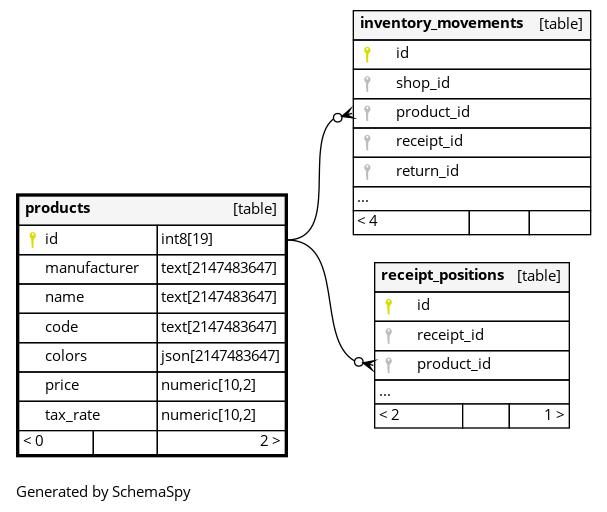 inventory_movements [table]
id
shop_id
product_id
receipt_id
return_id
...
< 4
products [table]
id int8[19]
manufacturer text[2147483647]
name text[2147483647]
code text[2147483647]
colors json[2147483647]
price numeric[10,2]
tax_rate numeric[10,2]
< 0 2 >
receipt_positions [table]
id
receipt_id
product_id
...
< 2 1 >
Generated by SchemaSpy